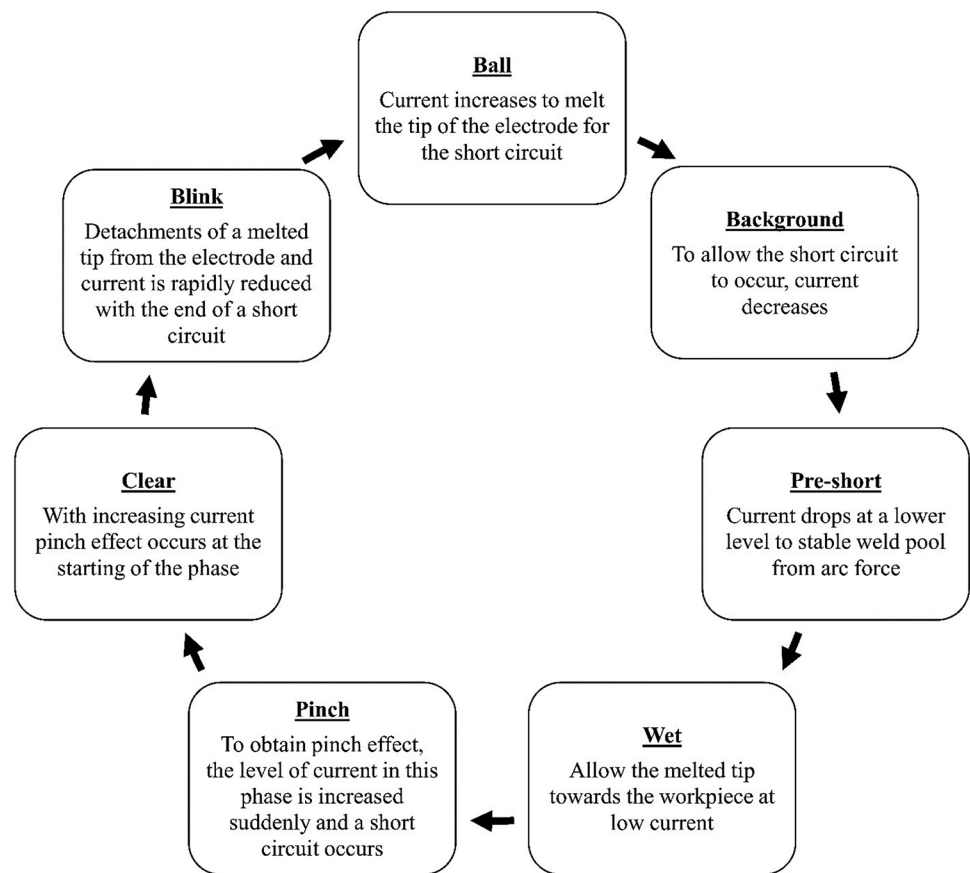 Ball
Current increases to melt
the tip of the electrode for
the short circuit
Background
To allow the short circuit
to occur, current
decreases
Pre-short
Current drops at a lower
level to stable weld pool
from arc force
Wet
Allow the melted tip
towards the workpiece at
low current
Pinch
To obtain pinch effect,
the level of current in this
phase is increased
suddenly and a short
circuit occurs
Clear
With increasing current
pinch effect occurs at the
starting of the phase
Blink
Detachments of a melted
tip from the electrode and
current is rapidly reduced
with the end of a short
circuit